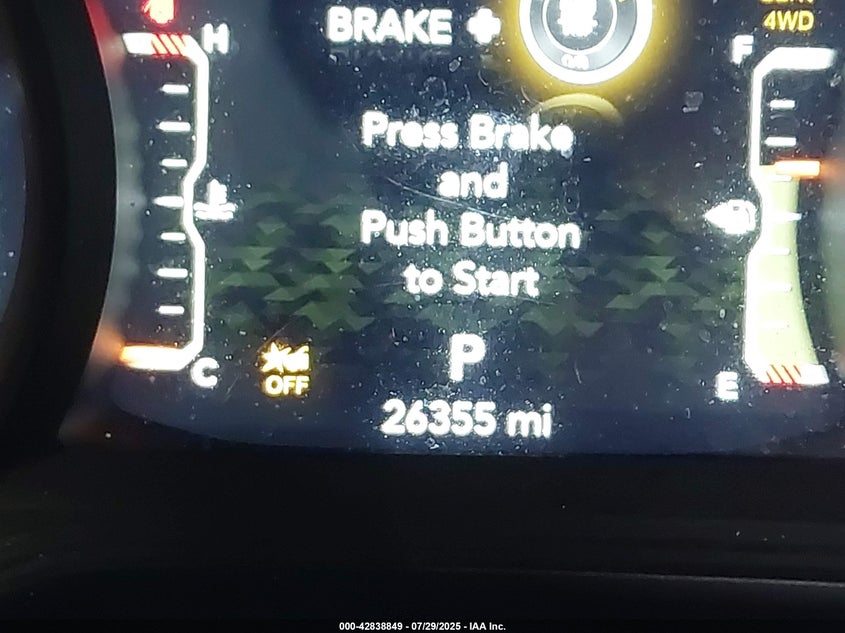 BRAKE +
4WD
H
F
Press Brake
and
Push Button
to Start
P
C
OFF
E
26355 mi
000-42838849 - 07/29/2025 - IAA Inc.